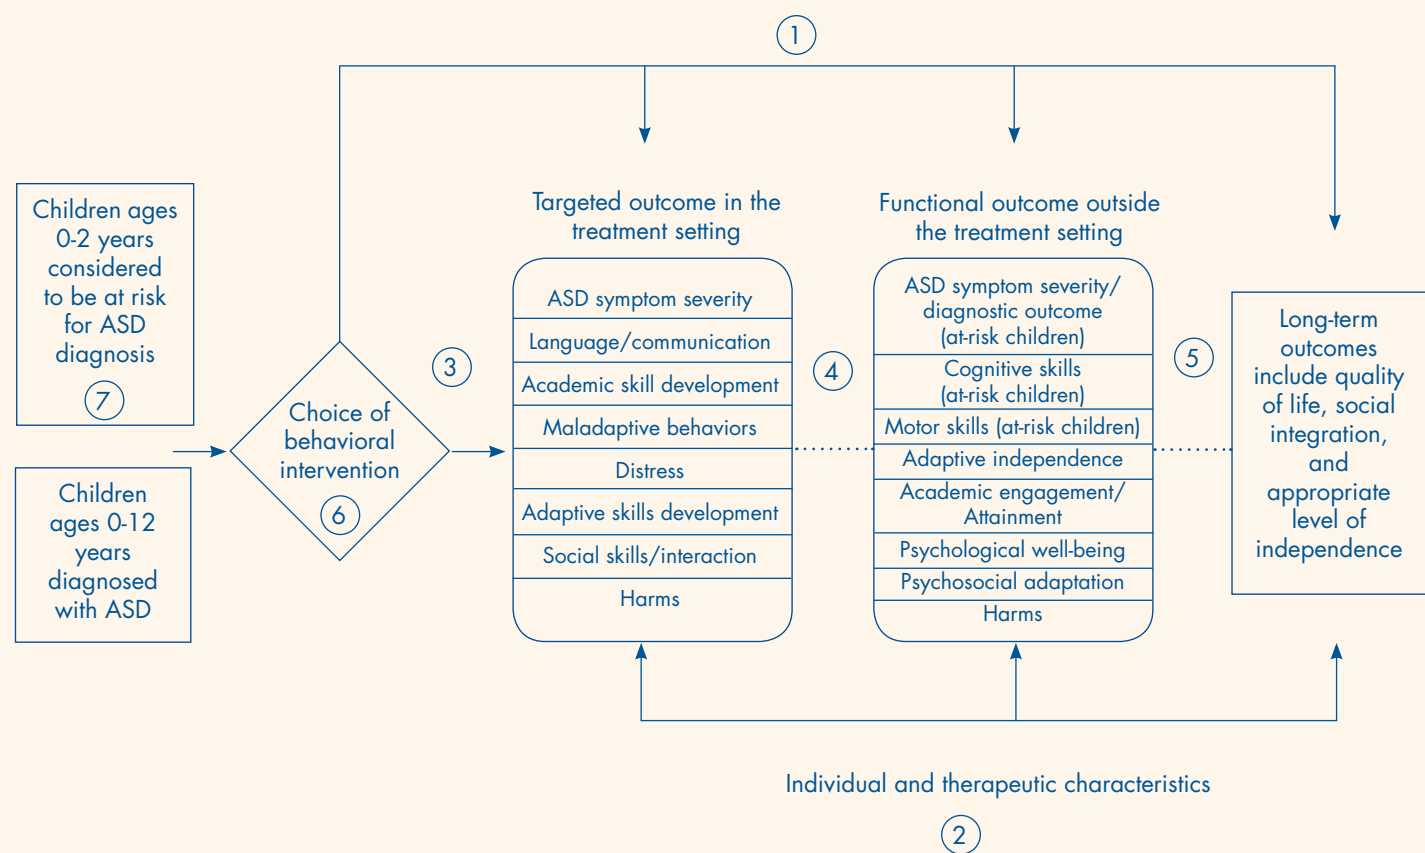 1
Children ages
0-2 years
considered
to be at risk
for ASD
diagnosis
7
Children
ages 0-12
years
diagnosed
with ASD
Choice of
behavioral
intervention
6
3
Targeted outcome in the
treatment setting
ASD symptom severity
Language/communication
Academic skill development
Maladaptive behaviors
Distress
Adaptive skills development
Social skills/interaction
Harms
4
Functional outcome outside
the treatment setting
ASD symptom severity/
diagnostic outcome
(at-risk children)
Cognitive skills
(at-risk children)
Motor skills (at-risk children)
Adaptive independence
Academic engagement/
Attainment
Psychological well-being
Psychosocial adaptation
Harms
5
Long-term
outcomes
include quality
of life, social
integration,
and
appropriate
level of
independence
Individual and therapeutic characteristics
2